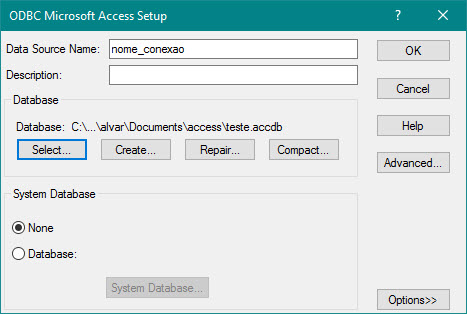 ODBC Microsoft Access Setup ? ×
Data Source Name: nome_conexao OK
Description:
Cancel
Database
Database: C:\...\alvar\Documents\access\teste.accdb
Help
Select... Create... Repair... Compact...
Advanced...
System Database
None
Database:
System Database...
Options>>